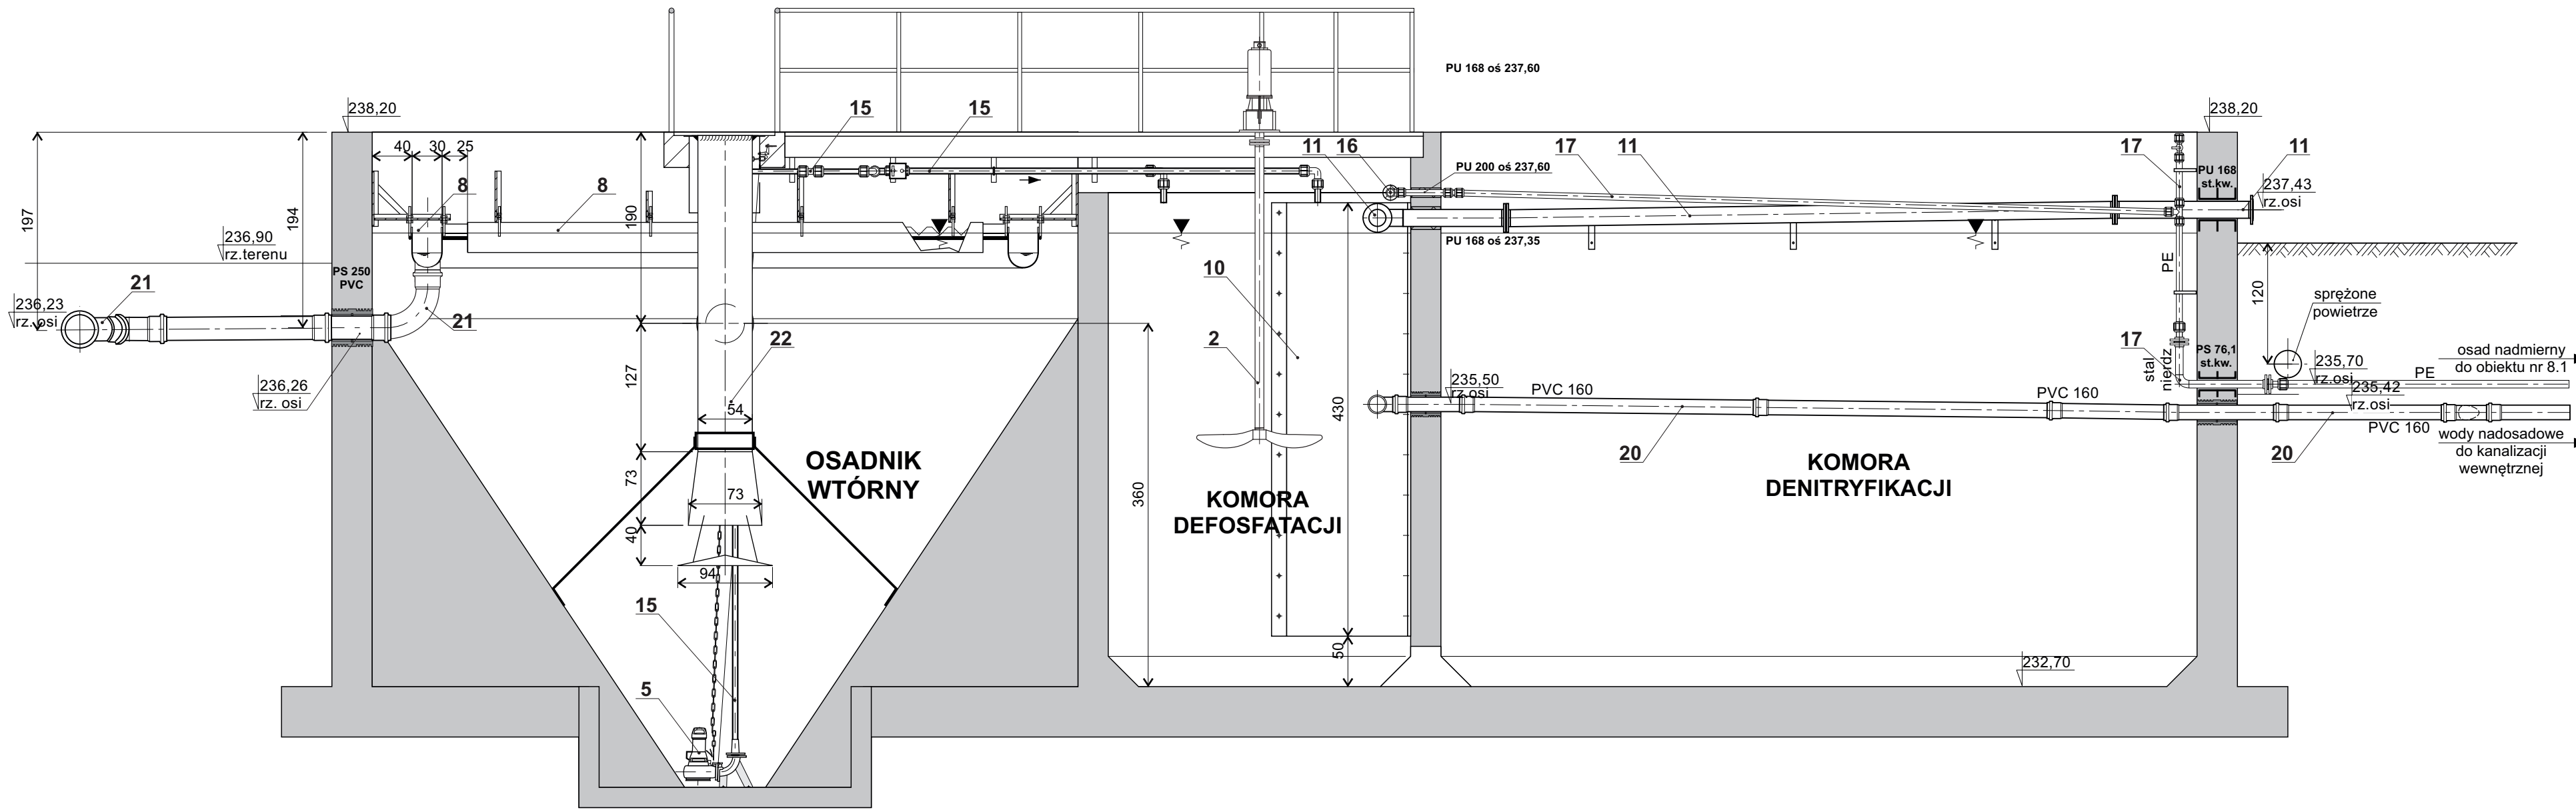 PU 168 oś 237,60
238,20
15
15
238,20
40
30
25
11
16
PU 200 oś 237,60
17
11
17
PU 168
st.kw.
11
8
8
237,43
rz.osi
197
194
190
236,90
rz.terenu
PU 168 oś 237,35
PS 250
PVC
10
PE
120
sprężone
powietrze
21
236,23
rz. osi
21
22
2
17
stal
nierdz
PS 76,1
st.kw.
osad nadmierny
do obiektu nr 8.1
235,70
rz.osi
PE
236,26
rz. osi
127
54
235,50
rz.osi
PVC 160
PVC 160
235,42
rz.osi
430
20
20
PVC 160
wody nadosadowe
do kanalizacji
wewnętrznej
OSADNIK
WTÓRNY
KOMORA
DENITRYFIKACJI
73
73
360
KOMORA
DEFOSFATACJI
40
94
15
50
232,70
5